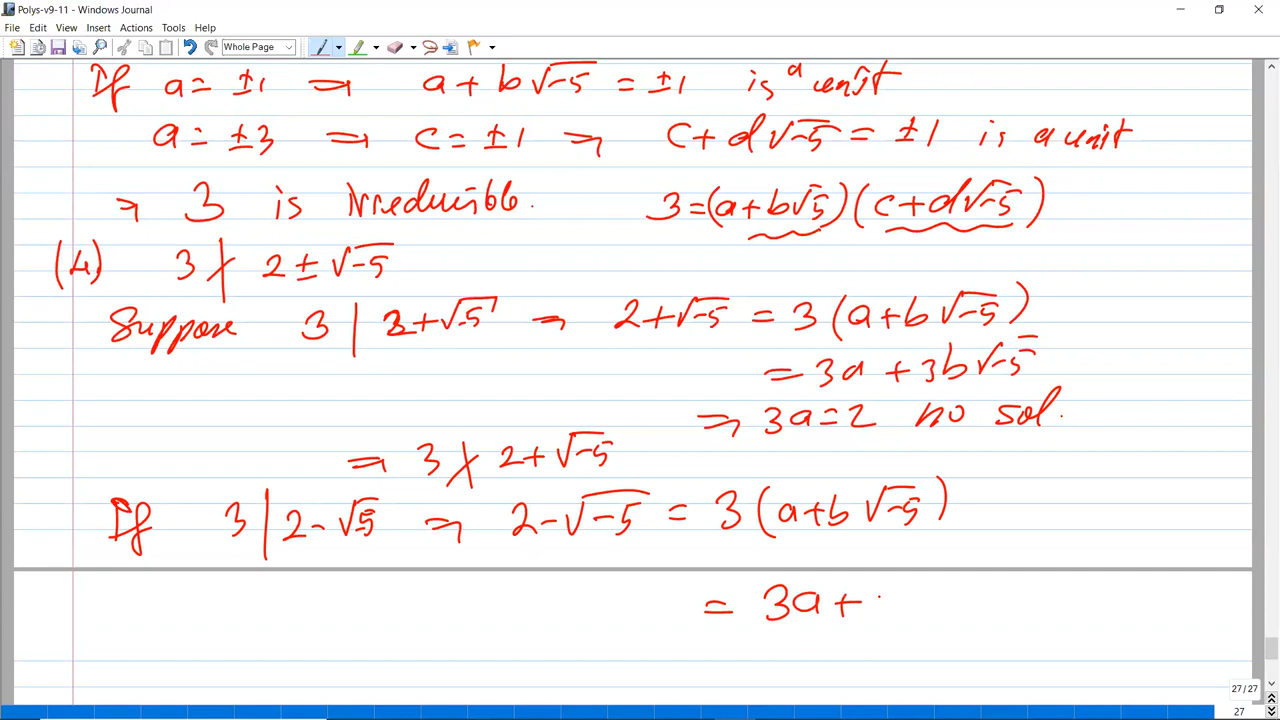 Polys-v9-11 - Windows Journal
File Edit View Insert Actions Tools Help
Whole Page
If a = ±1 ⇒ a + b√-5 = ±1 is a unit
a = ±3 ⇒ c = ±1 ⇒ c + d√-5 = ±1 is a unit
⇒ 3 is irreducible. 3 = (a + b√-5)(c + d√-5)
(4) 3 ∤ 2 ± √-5
Suppose 3 | 2 + √-5 ⇒ 2 + √-5 = 3(a + b√-5)
= 3a + 3b√-5
⇒ 3a = 2 no sol.
⇒ 3 ∤ 2 + √-5
If 3 | 2 - √-5 ⇒ 2 - √-5 = 3(a + b√-5)
= 3a +
27/27
27